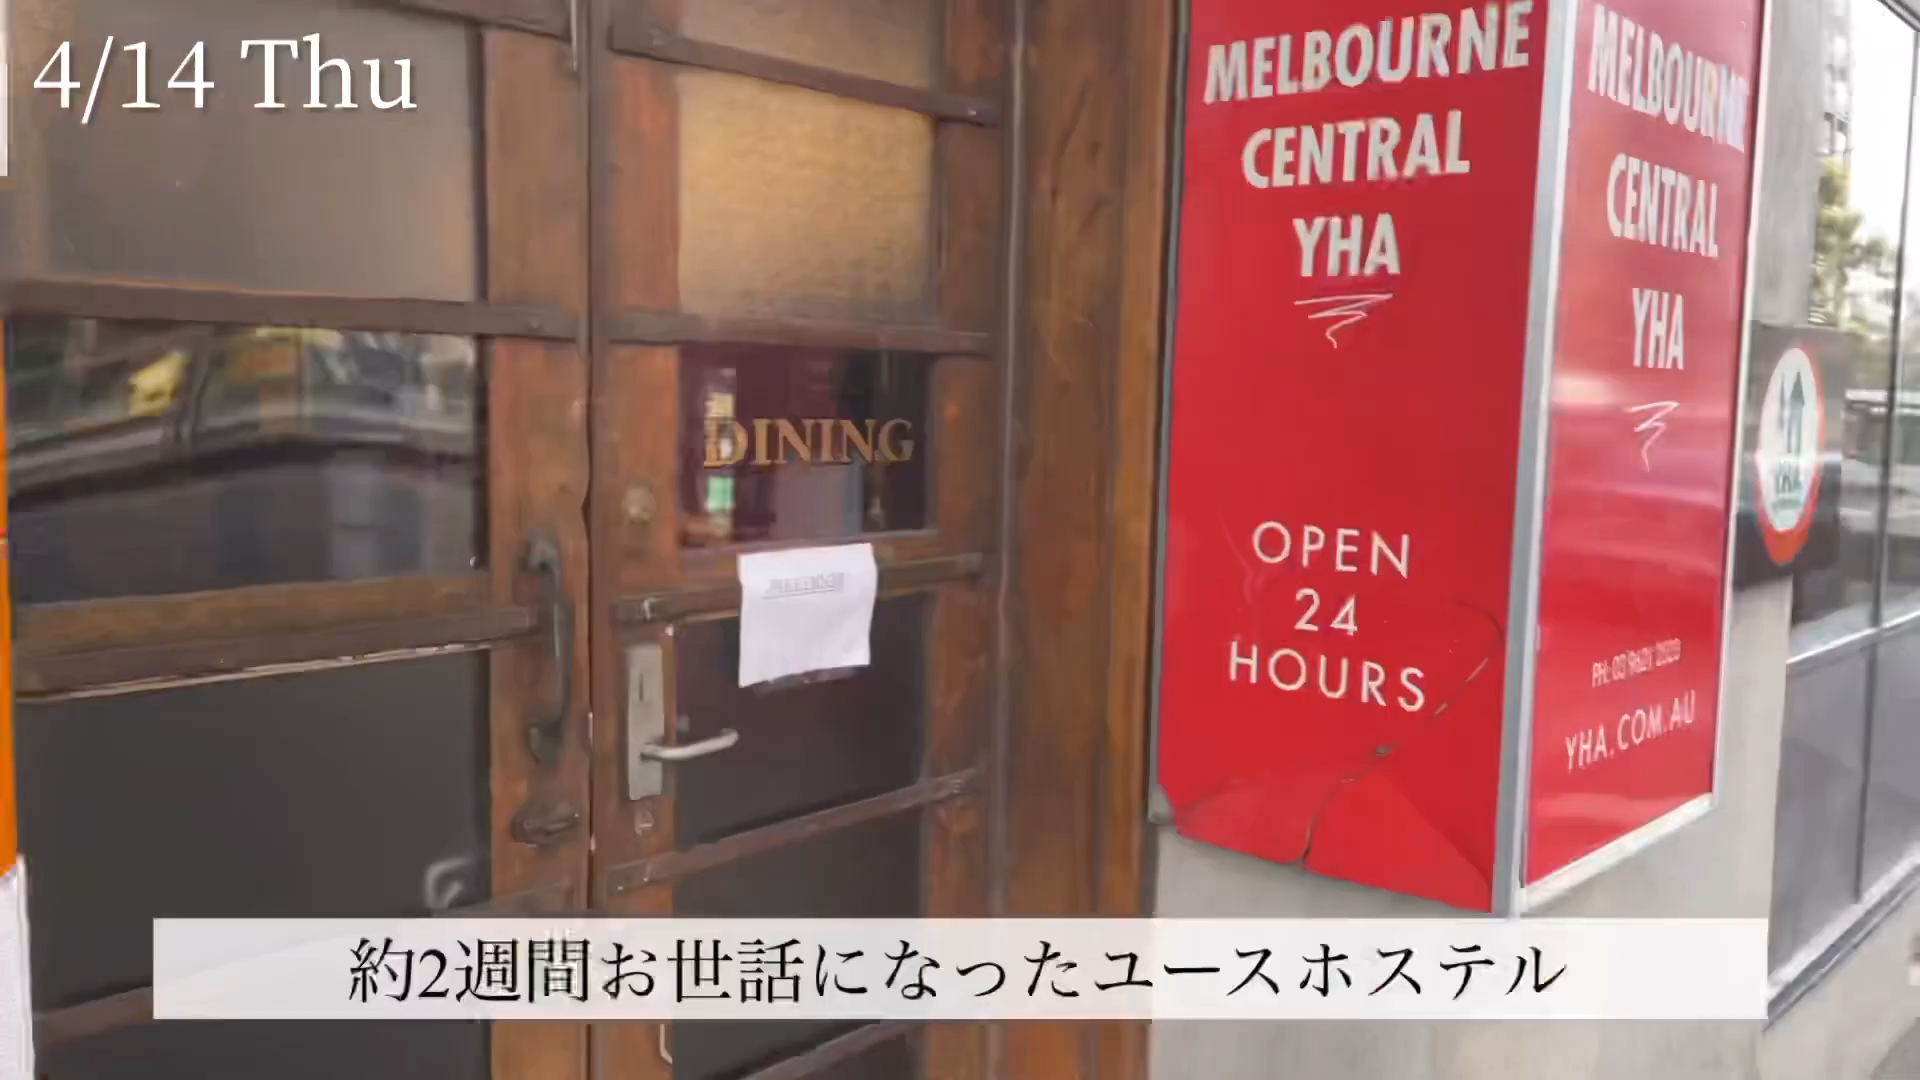 4/14 Thu
MELBOURNE
CENTRAL
YHA
OPEN
24
HOURS
MELBOURNE
CENTRAL
YHA
YHA.COM.AU
DINING
YHA
約2週間お世話になったユースホステル